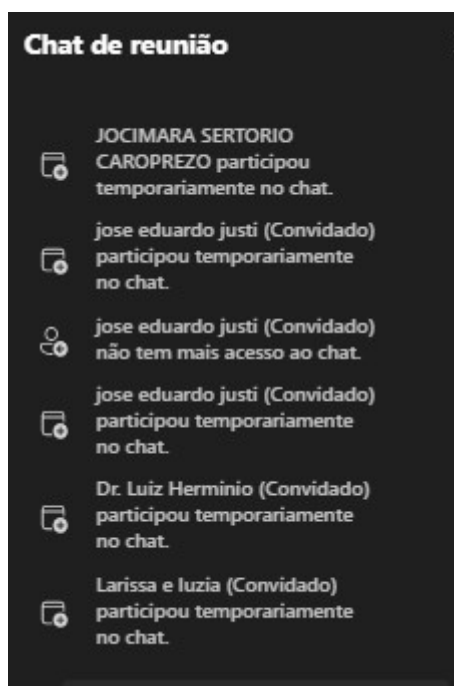 Chat de reunião
JOCIMARA SERTORIO
CAROPREZO participou
temporariamente no chat.
jose eduardo justi (Convidado)
participou temporariamente
no chat.
jose eduardo justi (Convidado)
não tem mais acesso ao chat.
jose eduardo justi (Convidado)
participou temporariamente
no chat.
Dr. Luiz Herminio (Convidado)
participou temporariamente
no chat.
Larissa e luzia (Convidado)
participou temporariamente
no chat.